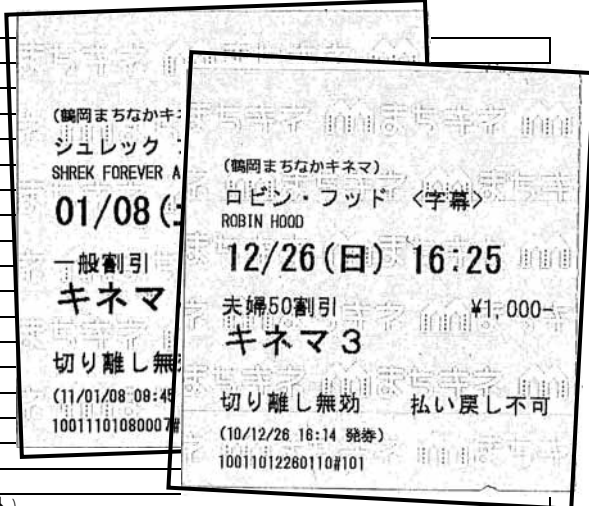 (鶴岡まちなかキ
シュレック
SHREK FOREVER A
01/08(
一般割引
キネマ
切り離し無
(11/01/08 09:45
10011101080007#
(鶴岡まちなかキネマ)
ロビン・フッド <字幕>
ROBIN HOOD
12/26(日) 16:25
夫婦50割引 ¥1,000-
キネマ3
切り離し無効 払い戻し不可
(10/12/26 16:14 発券)
10011012260110#101